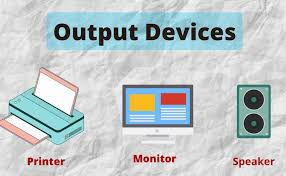 Output Devices
Printer
Monitor
Speaker